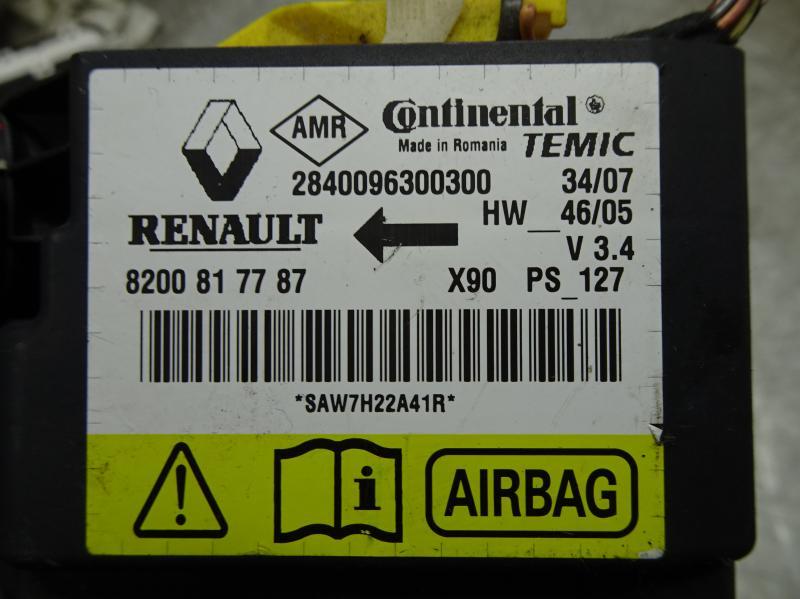 AMR
Continental
Made in Romania TEMIC
2840096300300 34/07
HW__46/05
RENAULT
V 3.4
8200 81 77 87 X90 PS_127
*SAW7H22A41R*
i AIRBAG